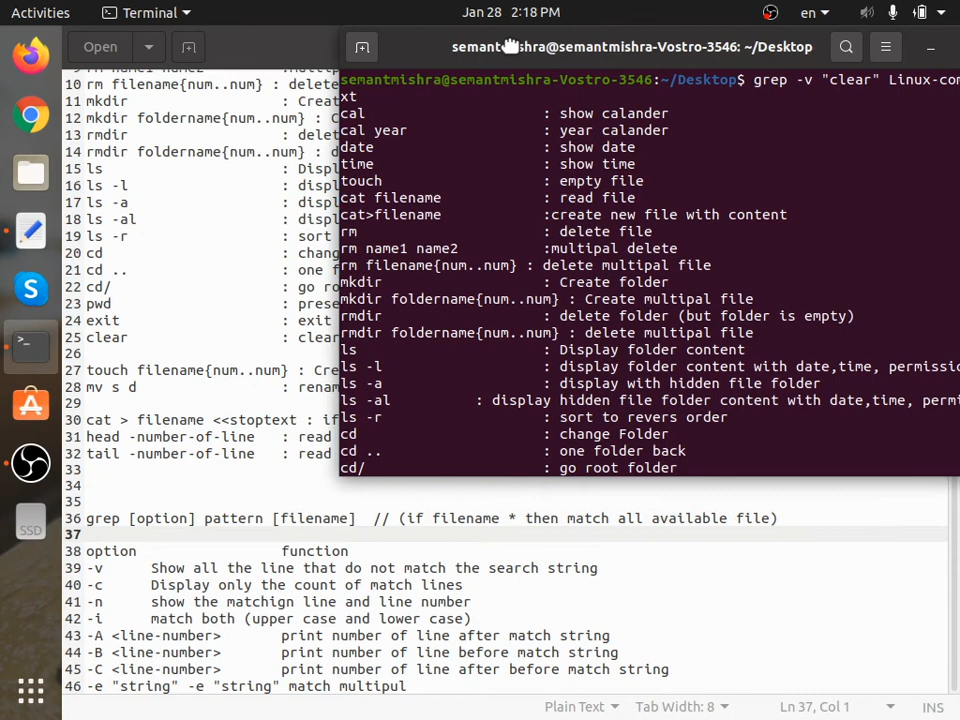 Activities
Terminal
Jan 28 2:18 PM
en
Open
semant shra@semantmishra-Vostro-3546: ~/Desktop
10 rm filename{num..num} : delete
11 mkdir : Creat
12 mkdir foldername{num..num} : C
13 rmdir : delet
14 rmdir foldername{num..num} : d
15 ls : Displ
16 ls -l : displ
17 ls -a : displ
18 ls -al : displ
19 ls -r : sort
20 cd : chang
21 cd .. : one f
22 cd/ : go ro
23 pwd : prese
24 exit : exit
25 clear : clear
26
27 touch filename{num..num} : Cre
28 mv s d : renam
29
30 cat > filename <<stoptext : if
31 head -number-of-line : read
32 tail -number-of-line : read
33
34
35
36 grep [option] pattern [filename] // (if filename * then match all available file)
37
38 option function
39 -v Show all the line that do not match the search string
40 -c Display only the count of match lines
41 -n show the matchign line and line number
42 -i match both (upper case and lower case)
43 -A <line-number> print number of line after match string
44 -B <line-number> print number of line before match string
45 -C <line-number> print number of line after before match string
46 -e "string" -e "string" match multipul
semantmishra@semantmishra-Vostro-3546:~/Desktop$ grep -v "clear" Linux-com
xt
cal : show calander
cal year : year calander
date : show date
time : show time
touch : empty file
cat filename : read file
cat>filename :create new file with content
rm : delete file
rm name1 name2 :multipal delete
rm filename{num..num} : delete multipal file
mkdir : Create folder
mkdir foldername{num..num} : Create multipal file
rmdir : delete folder (but folder is empty)
rmdir foldername{num..num} : delete multipal file
ls : Display folder content
ls -l : display folder content with date,time, permissio
ls -a : display with hidden file folder
ls -al : display hidden file folder content with date,time, permi
ls -r : sort to revers order
cd : change Folder
cd .. : one folder back
cd/ : go root folder
SSD
Plain Text
Tab Width: 8
Ln 37, Col 1
INS